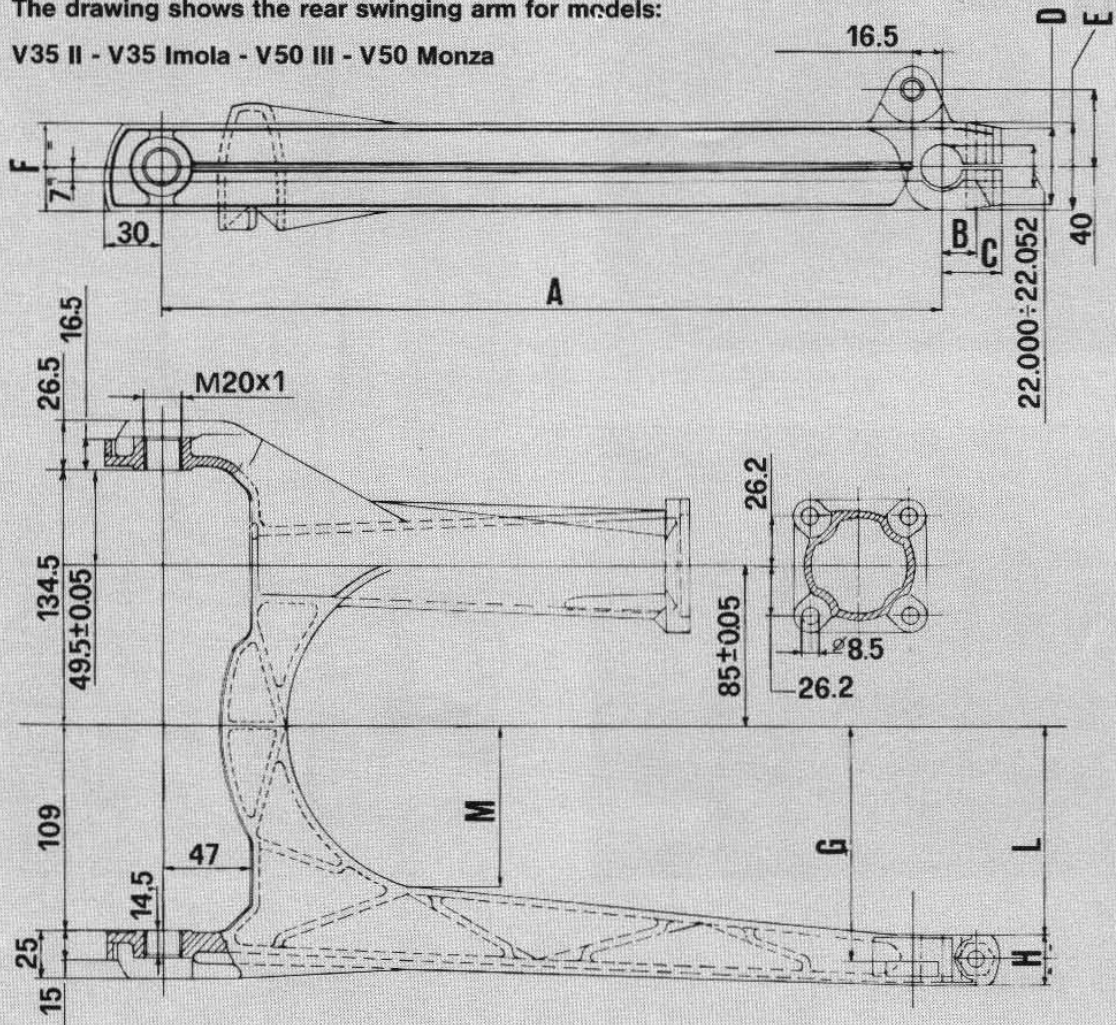 The drawing shows the rear swinging arm for models:
V35 II - V35 Imola - V50 III - V50 Monza
16.5
D
E
F
=
7
=
30
B
C
40
A
22.000÷22.052
16.5
26.5
M20x1
26.2
134.5
49.5±0.05
85±0.05
ø8.5
26.2
M
G
L
109
47
14,5
25
15
H
=
=